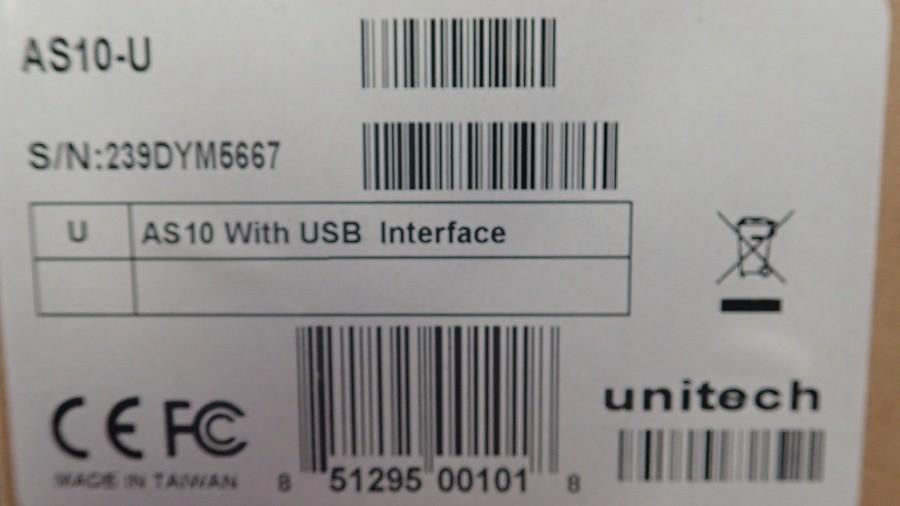 AS10-U
S/N:239DYM5667
U AS10 With USB Interface
unitech
CE FC
MADE IN TAIWAN
8 51295 00101 8